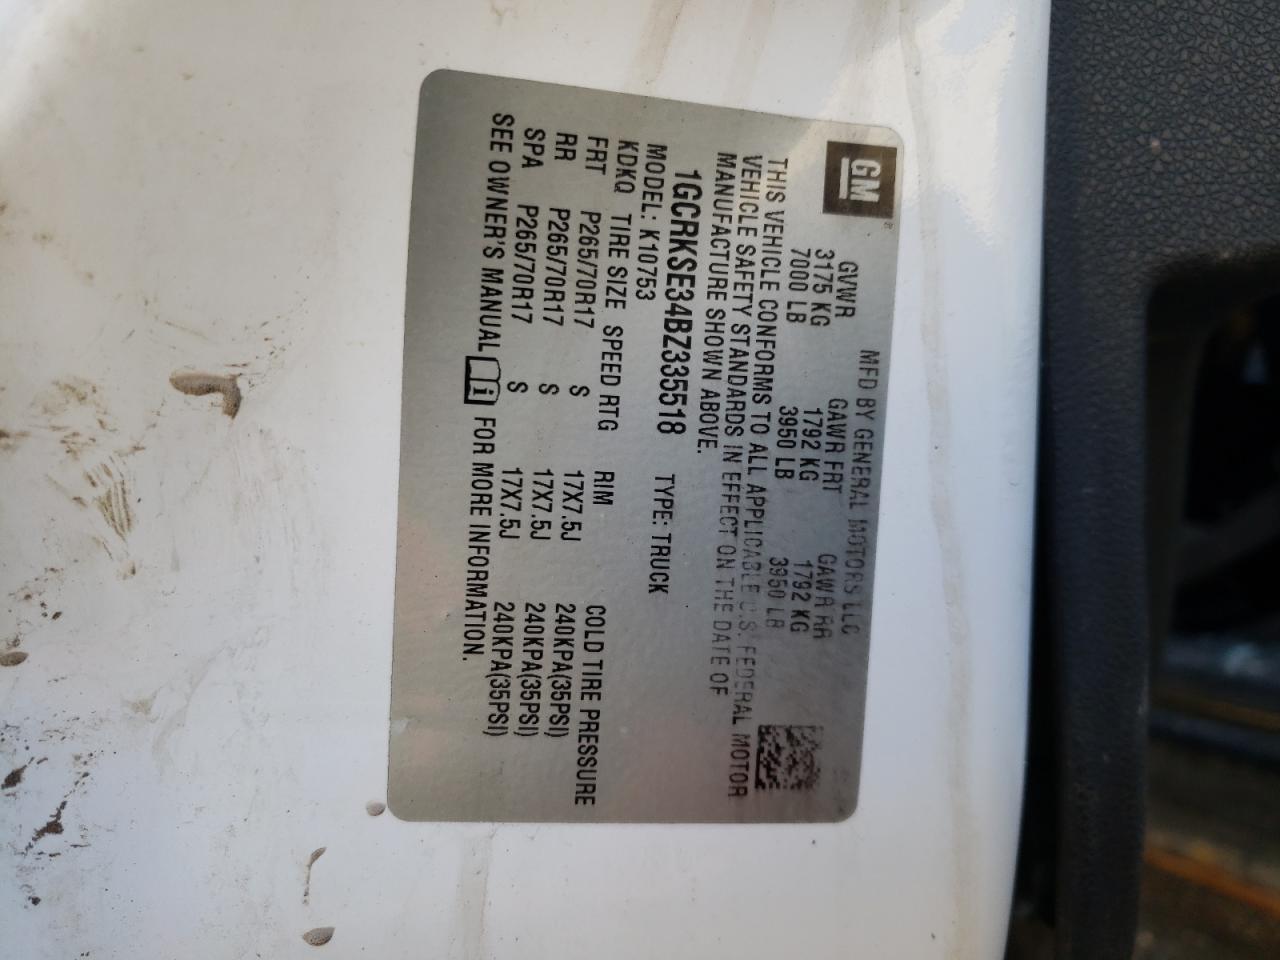 GM
MFD BY GENERAL MOTORS LLC
GVWR GAWR FRT GAWR RR
3175 KG 1792 KG 1792 KG
7000 LB 3950 LB 3950 LB
THIS VEHICLE CONFORMS TO ALL APPLICABLE U.S. FEDERAL MOTOR
VEHICLE SAFETY STANDARDS IN EFFECT ON THE DATE OF
MANUFACTURE SHOWN ABOVE.
1GCRKSE34BZ335518 TYPE: TRUCK
MODEL: K10753
KDKQ TIRE SIZE SPEED RTG RIM COLD TIRE PRESSURE
FRT P265/70R17 S 17X7.5J 240KPA(35PSI)
RR P265/70R17 S 17X7.5J 240KPA(35PSI)
SPA P265/70R17 S 17X7.5J 240KPA(35PSI)
SEE OWNER'S MANUAL i FOR MORE INFORMATION.